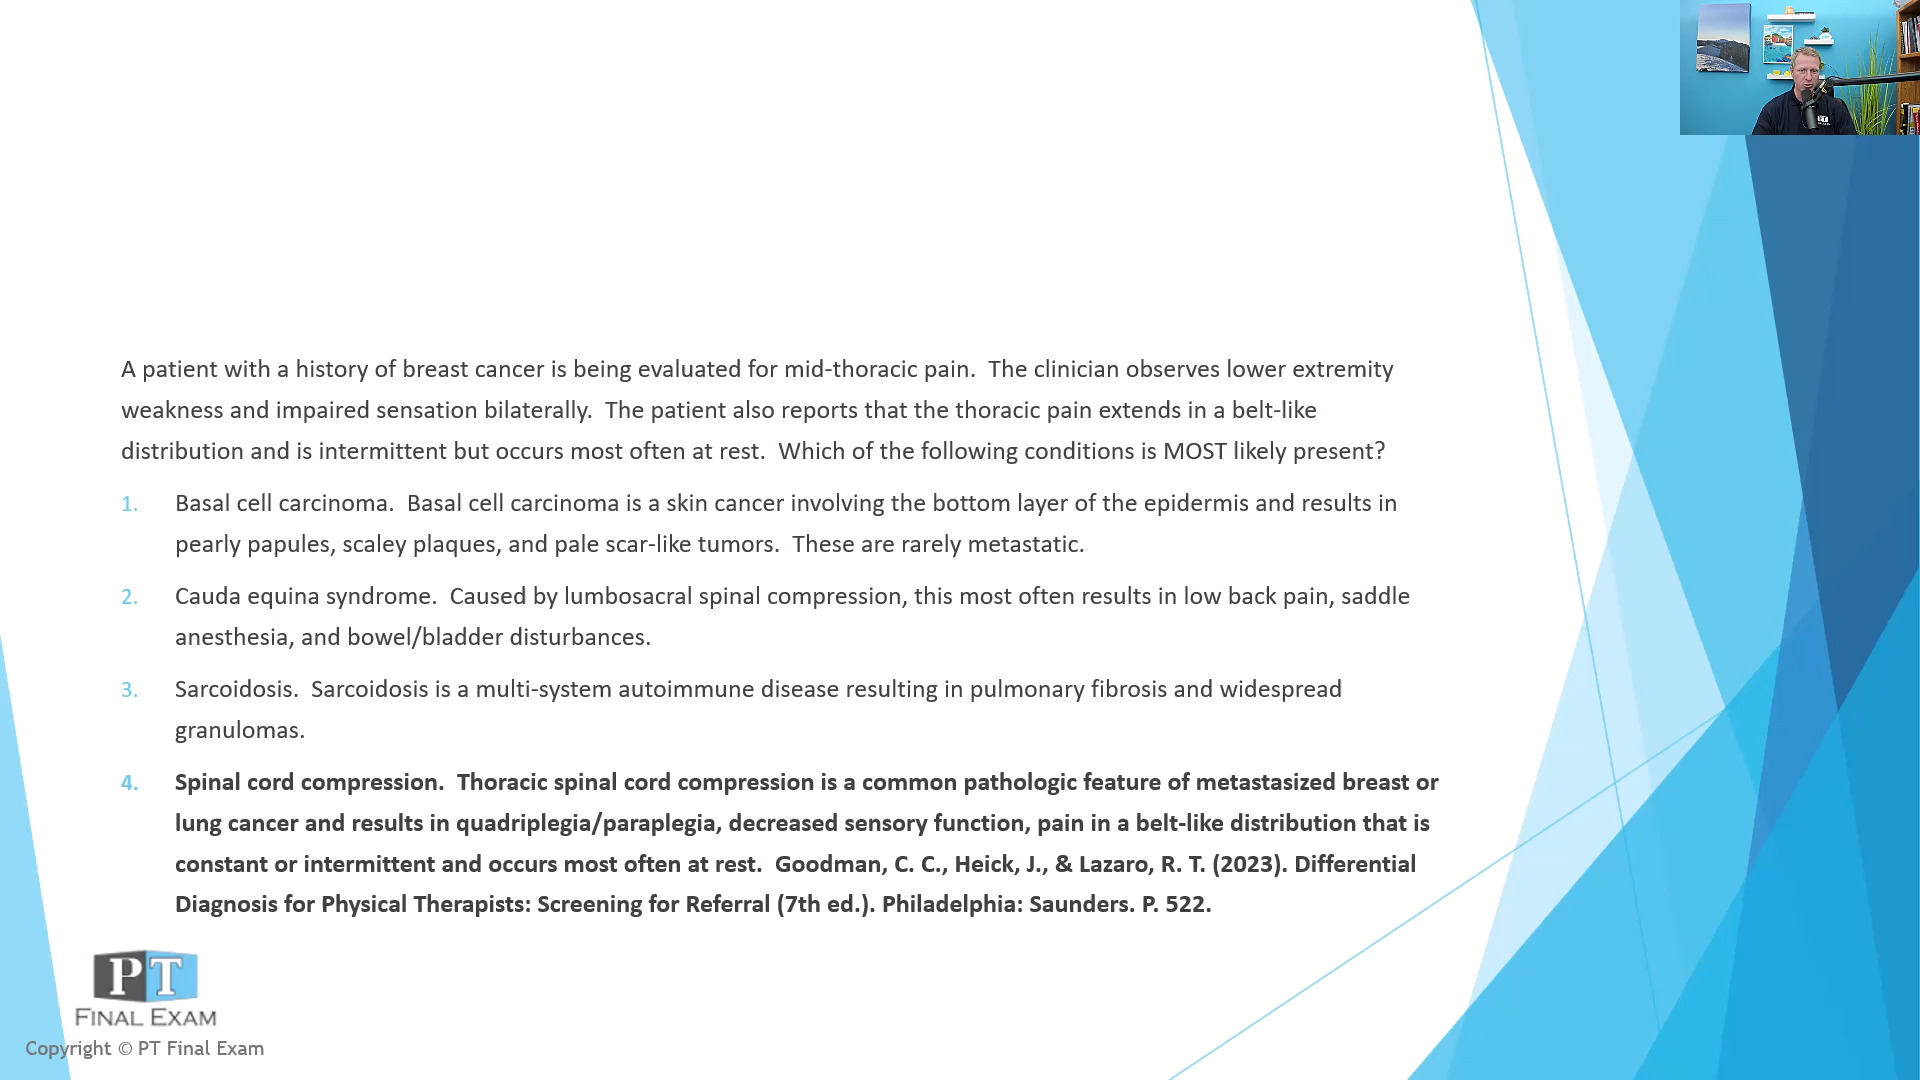 A patient with a history of breast cancer is being evaluated for mid-thoracic pain.  The clinician observes lower extremity
weakness and impaired sensation bilaterally.  The patient also reports that the thoracic pain extends in a belt-like
distribution and is intermittent but occurs most often at rest.  Which of the following conditions is MOST likely present?
1. Basal cell carcinoma.  Basal cell carcinoma is a skin cancer involving the bottom layer of the epidermis and results in
pearly papules, scaley plaques, and pale scar-like tumors.  These are rarely metastatic.
2. Cauda equina syndrome.  Caused by lumbosacral spinal compression, this most often results in low back pain, saddle
anesthesia, and bowel/bladder disturbances.
3. Sarcoidosis.  Sarcoidosis is a multi-system autoimmune disease resulting in pulmonary fibrosis and widespread
granulomas.
4. Spinal cord compression.  Thoracic spinal cord compression is a common pathologic feature of metastasized breast or
lung cancer and results in quadriplegia/paraplegia, decreased sensory function, pain in a belt-like distribution that is
constant or intermittent and occurs most often at rest.  Goodman, C. C., Heick, J., & Lazaro, R. T. (2023). Differential
Diagnosis for Physical Therapists: Screening for Referral (7th ed.). Philadelphia: Saunders. P. 522.
PT
FINAL EXAM
Copyright © PT Final Exam